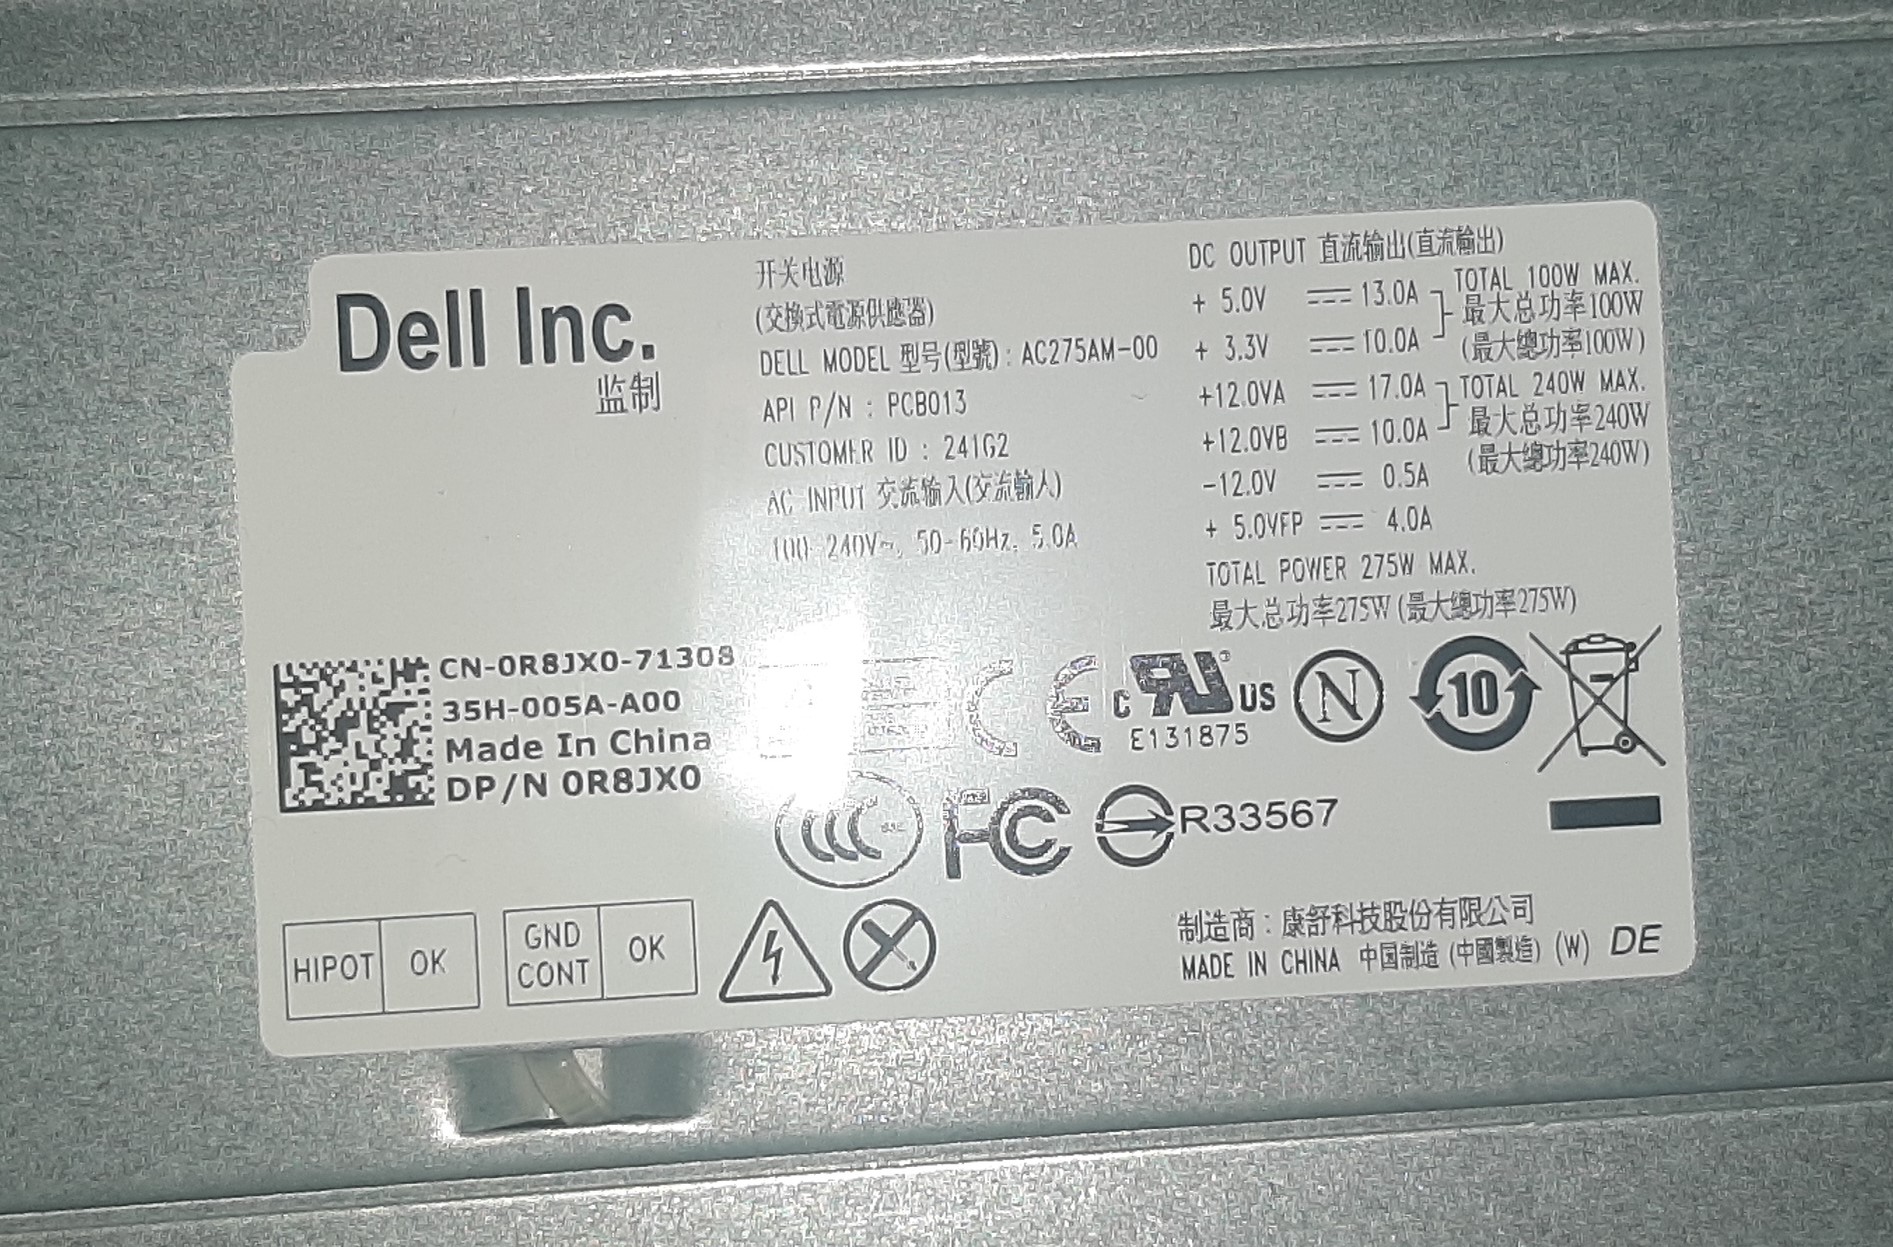 Dell Inc.
监制
开关电源
(交換式電源供應器)
DELL MODEL 型号(型號) : AC275AM-00
API P/N : PCB013
CUSTOMER ID : 241G2
AC INPUT 交流输入(交流輸入)
100-240V~, 50-60Hz, 5.0A
DC OUTPUT 直流输出(直流輸出)
+ 5.0V ⎓ 13.0A
+ 3.3V ⎓ 10.0A
TOTAL 100W MAX.
最大总功率100W
(最大總功率100W)
+12.0VA ⎓ 17.0A
+12.0VB ⎓ 10.0A
TOTAL 240W MAX.
最大总功率240W
(最大總功率240W)
-12.0V ⎓ 0.5A
+ 5.0VFP ⎓ 4.0A
TOTAL POWER 275W MAX.
最大总功率275W (最大總功率275W)
CN-0R8JX0-71308
35H-005A-A00
Made In China
DP/N 0R8JX0
CE
c RU ® US
E131875
N
10
CCC
FC
R33567
HIPOT OK
GND CONT OK
制造商 : 康舒科技股份有限公司
MADE IN CHINA 中国制造 (中國製造) (W) DE